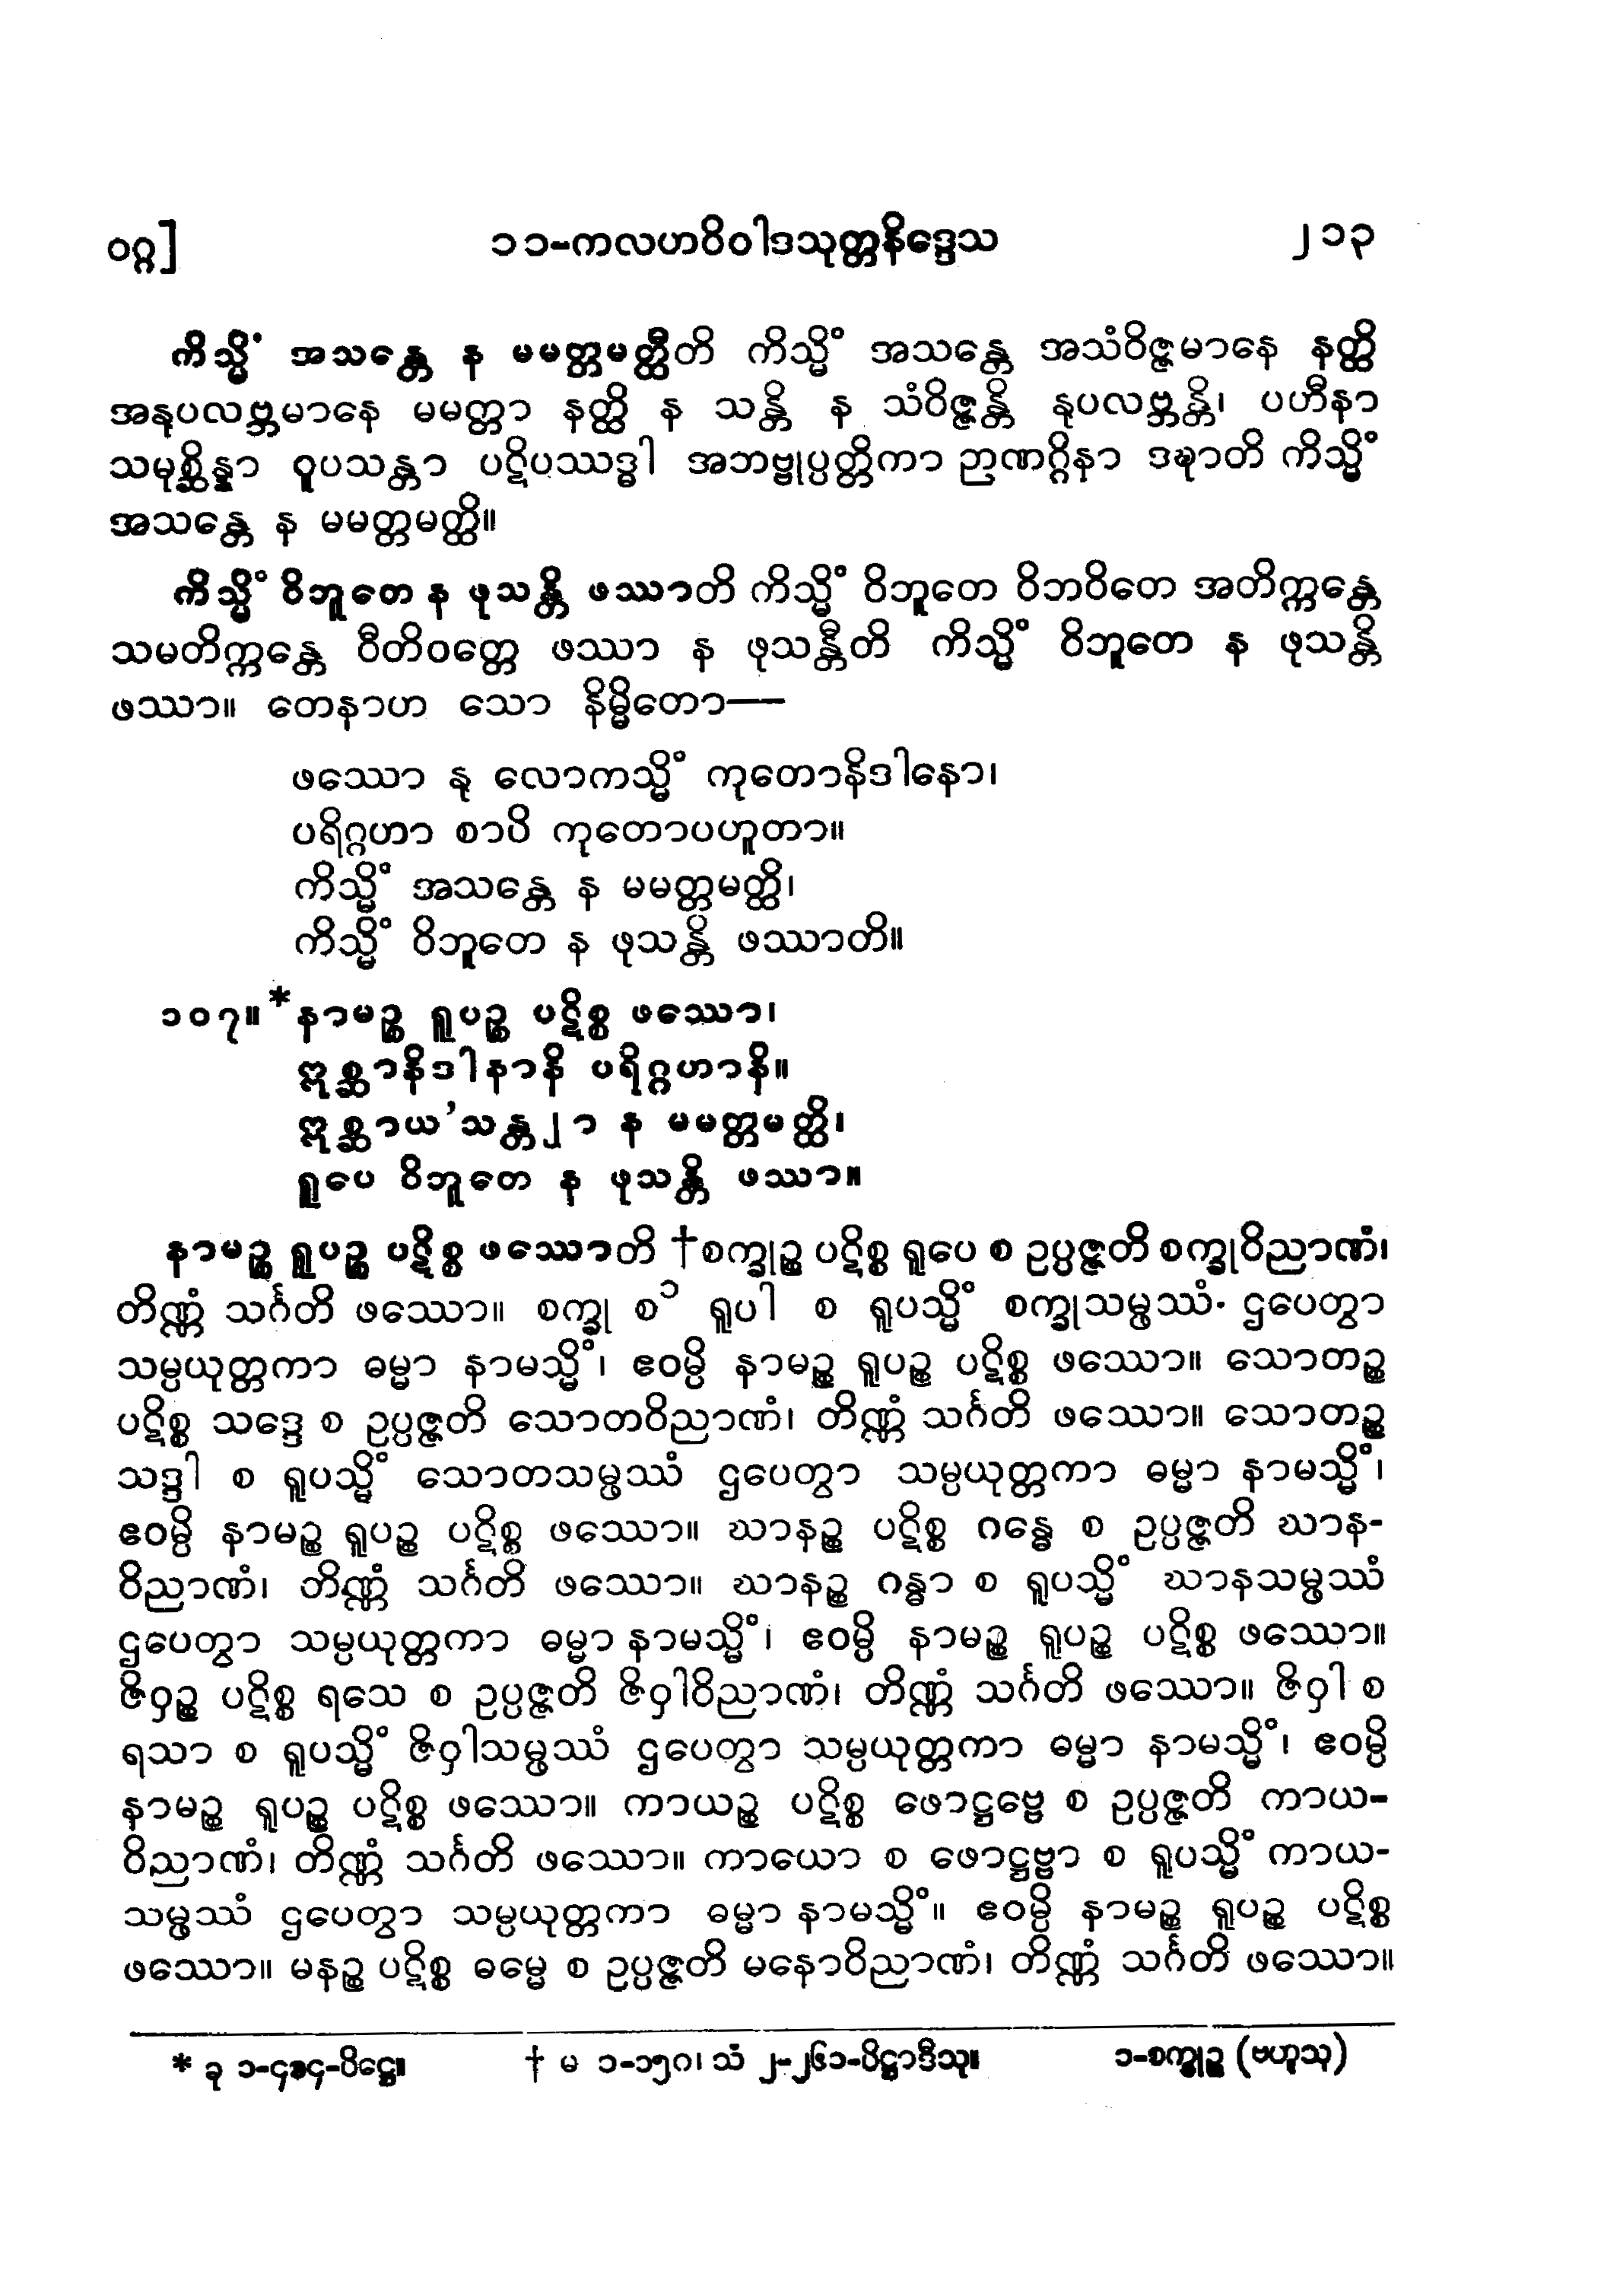 ဝဂ္ဂ] ၁၁-ကလဟဝိဝါဒသုတ္တနိဒ္ဒေသ ၂၁၃
ကိသ္မိံ အသန္တေ န မမတ္တမတ္ထီတိ ကိသ္မိံ အသန္တေ အသံဝိဇ္ဇမာနေ နတ္ထိ
အနုပလဗ္ဘမာနေ မမတ္တာ နတ္ထိ န သန္တိ န သံဝိဇ္ဇန္တိ နုပလဗ္ဘန္တိ၊ ပဟီနာ
သမုစ္ဆိန္နာ ဝူပသန္တာ ပဋိပဿဒ္ဓါ အဘဗ္ဗုပ္ပတ္တိကာ ဉာဏဂ္ဂိနာ ဒဍ္ဎာတိ ကိသ္မိံ
အသန္တေ န မမတ္တမတ္ထိ။
ကိသ္မိံ ဝိဘူတေ န ဖုသန္တိ ဖဿာတိ ကိသ္မိံ ဝိဘူတေ ဝိဘဝိတေ အတိက္ကန္တေ
သမတိက္ကန္တေ ဝီတိဝတ္တေ ဖဿာ န ဖုသန္တီတိ ကိသ္မိံ ဝိဘူတေ န ဖုသန္တိ
ဖဿာ။ တေနာဟ သော နိမ္မိတော—
ဖဿော နု လောကသ္မိံ ကုတောနိဒါနော၊
ပရိဂ္ဂဟာ စာပိ ကုတောပဟူတာ။
ကိသ္မိံ အသန္တေ န မမတ္တမတ္ထိ၊
ကိသ္မိံ ဝိဘူတေ န ဖုသန္တိ ဖဿာတိ။
၁၀၇။ *နာမဉ္စ ရူပဉ္စ ပဋိစ္စ ဖဿော၊
ဣစ္ဆာနိဒါနာနိ ပရိဂ္ဂဟာနိ။
ဣစ္ဆာယ’သန္တျာ န မမတ္တမတ္ထိ၊
ရူပေ ဝိဘူတေ န ဖုသန္တိ ဖဿာ။
နာမဉ္စ ရူပဉ္စ ပဋိစ္စ ဖဿောတိ †စက္ခုဉ္စ ပဋိစ္စ ရူပေ စ ဥပ္ပဇ္ဇတိ စက္ခုဝိညာဏံ၊
တိဏ္ဏံ သင်္ဂတိ ဖဿော။ စက္ခု စ ၁ ရူပါ စ ရူပသ္မိံ စက္ခုသမ္ဖဿံ ဌပေတွာ
သမ္ပယုတ္တကာ ဓမ္မာ နာမသ္မိံ၊ ဧဝမ္ပိ နာမဉ္စ ရူပဉ္စ ပဋိစ္စ ဖဿော။ သောတဉ္စ
ပဋိစ္စ သဒ္ဒေ စ ဥပ္ပဇ္ဇတိ သောတဝိညာဏံ၊ တိဏ္ဏံ သင်္ဂတိ ဖဿော။ သောတဉ္စ
သဒ္ဒါ စ ရူပသ္မိံ သောတသမ္ဖဿံ ဌပေတွာ သမ္ပယုတ္တကာ ဓမ္မာ နာမသ္မိံ၊
ဧဝမ္ပိ နာမဉ္စ ရူပဉ္စ ပဋိစ္စ ဖဿော။ ဃာနဉ္စ ပဋိစ္စ ဂန္ဓေ စ ဥပ္ပဇ္ဇတိ ဃာန-
ဝိညာဏံ၊ တိဏ္ဏံ သင်္ဂတိ ဖဿော။ ဃာနဉ္စ ဂန္ဓာ စ ရူပသ္မိံ ဃာနသမ္ဖဿံ
ဌပေတွာ သမ္ပယုတ္တကာ ဓမ္မာ နာမသ္မိံ၊ ဧဝမ္ပိ နာမဉ္စ ရူပဉ္စ ပဋိစ္စ ဖဿော။
ဇိဝှဉ္စ ပဋိစ္စ ရသေ စ ဥပ္ပဇ္ဇတိ ဇိဝှါဝိညာဏံ၊ တိဏ္ဏံ သင်္ဂတိ ဖဿော။ ဇိဝှါ စ
ရသာ စ ရူပသ္မိံ ဇိဝှါသမ္ဖဿံ ဌပေတွာ သမ္ပယုတ္တကာ ဓမ္မာ နာမသ္မိံ၊ ဧဝမ္ပိ
နာမဉ္စ ရူပဉ္စ ပဋိစ္စ ဖဿော။ ကာယဉ္စ ပဋိစ္စ ဖောဋ္ဌဗ္ဗေ စ ဥပ္ပဇ္ဇတိ ကာယ-
ဝိညာဏံ၊ တိဏ္ဏံ သင်္ဂတိ ဖဿော။ ကာယော စ ဖောဋ္ဌဗ္ဗာ စ ရူပသ္မိံ ကာယ-
သမ္ဖဿံ ဌပေတွာ သမ္ပယုတ္တကာ ဓမ္မာ နာမသ္မိံ။ ဧဝမ္ပိ နာမဉ္စ ရူပဉ္စ ပဋိစ္စ
ဖဿော။ မနဉ္စ ပဋိစ္စ ဓမ္မေ စ ဥပ္ပဇ္ဇတိ မနောဝိညာဏံ၊ တိဏ္ဏံ သင်္ဂတိ ဖဿော။
* ခု ၁-၄၁၄-ပိဋ္ဌေ။ † မ ၁-၁၅၈၊ သံ ၂-၂၆၁-ပိဋ္ဌာဒီသု။ ၁-စက္ခုဉ္စ (ဗဟူသု)